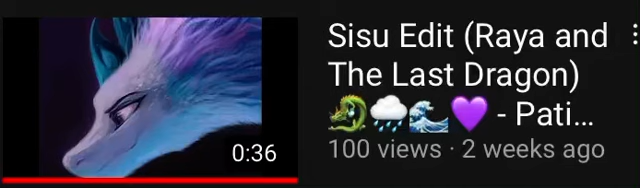 0:36
Sisu Edit (Raya and
The Last Dragon)
🐉🌧️🌊💜 - Pati...
100 views · 2 weeks ago